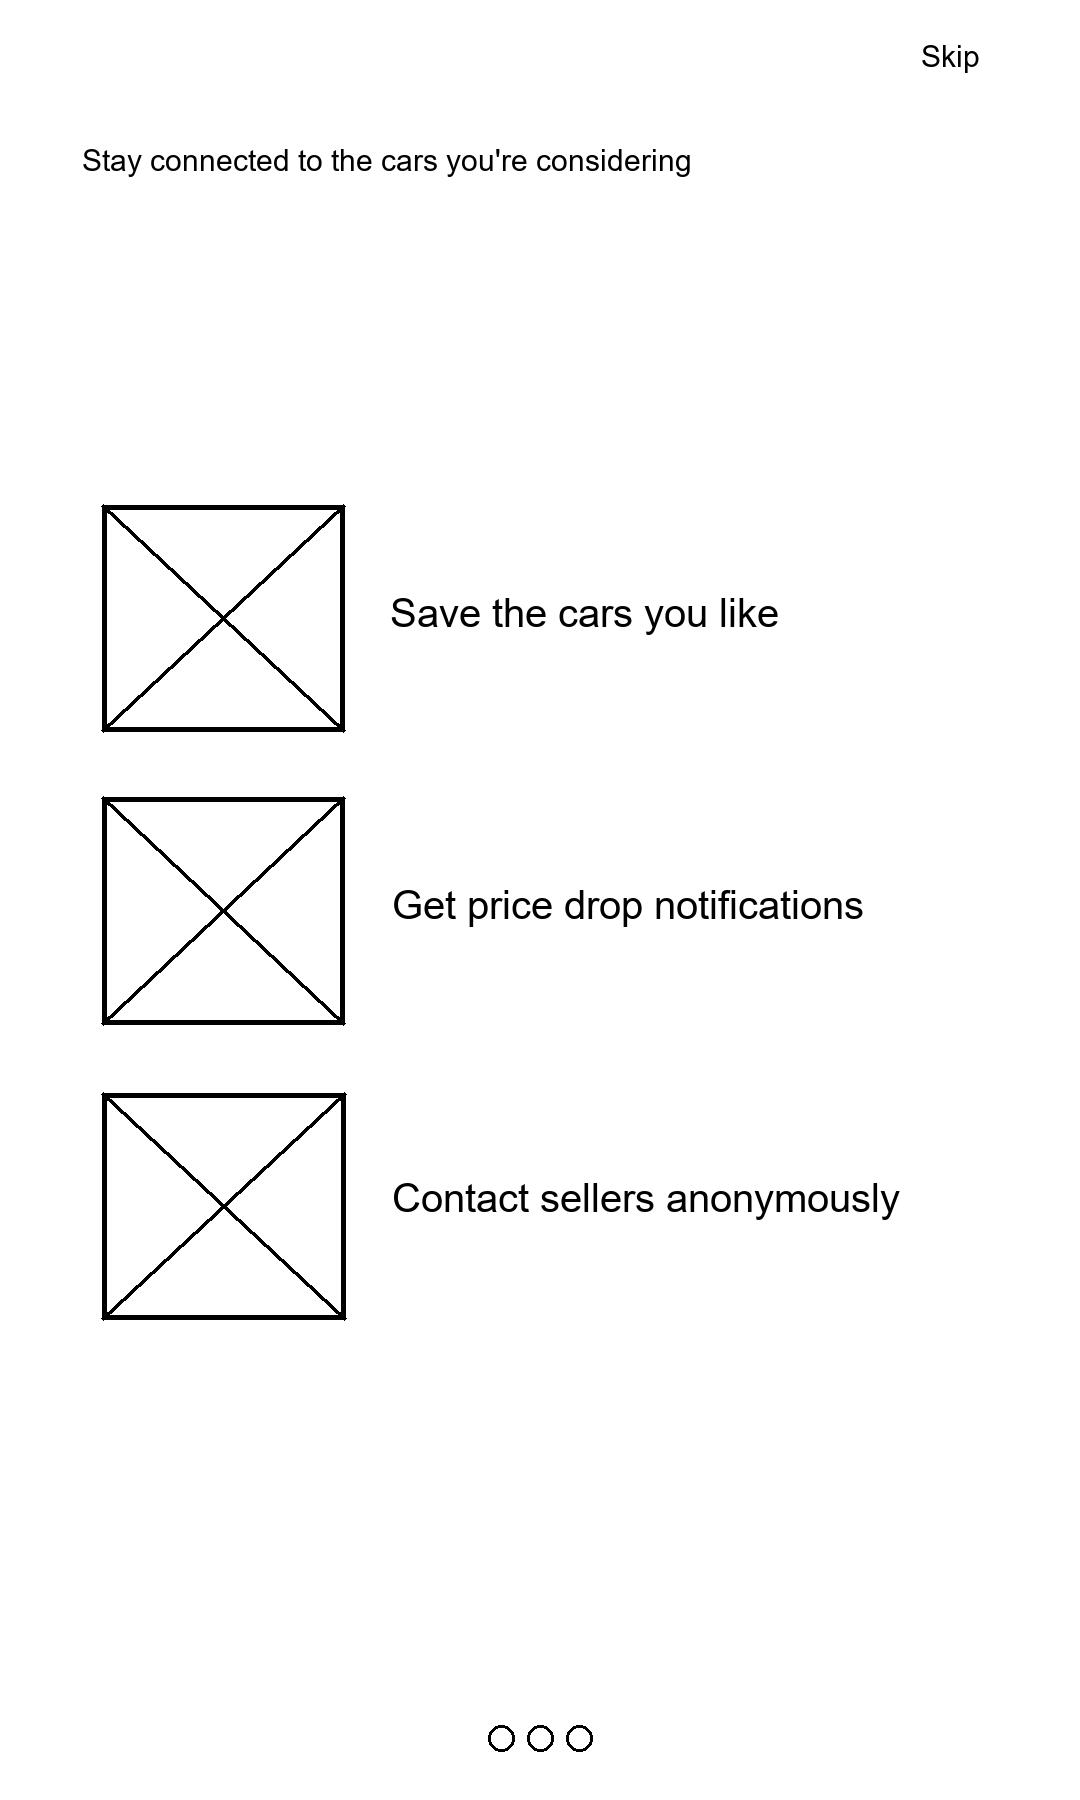 Skip
Stay connected to the cars you're considering
Save the cars you like
Get price drop notifications
Contact sellers anonymously